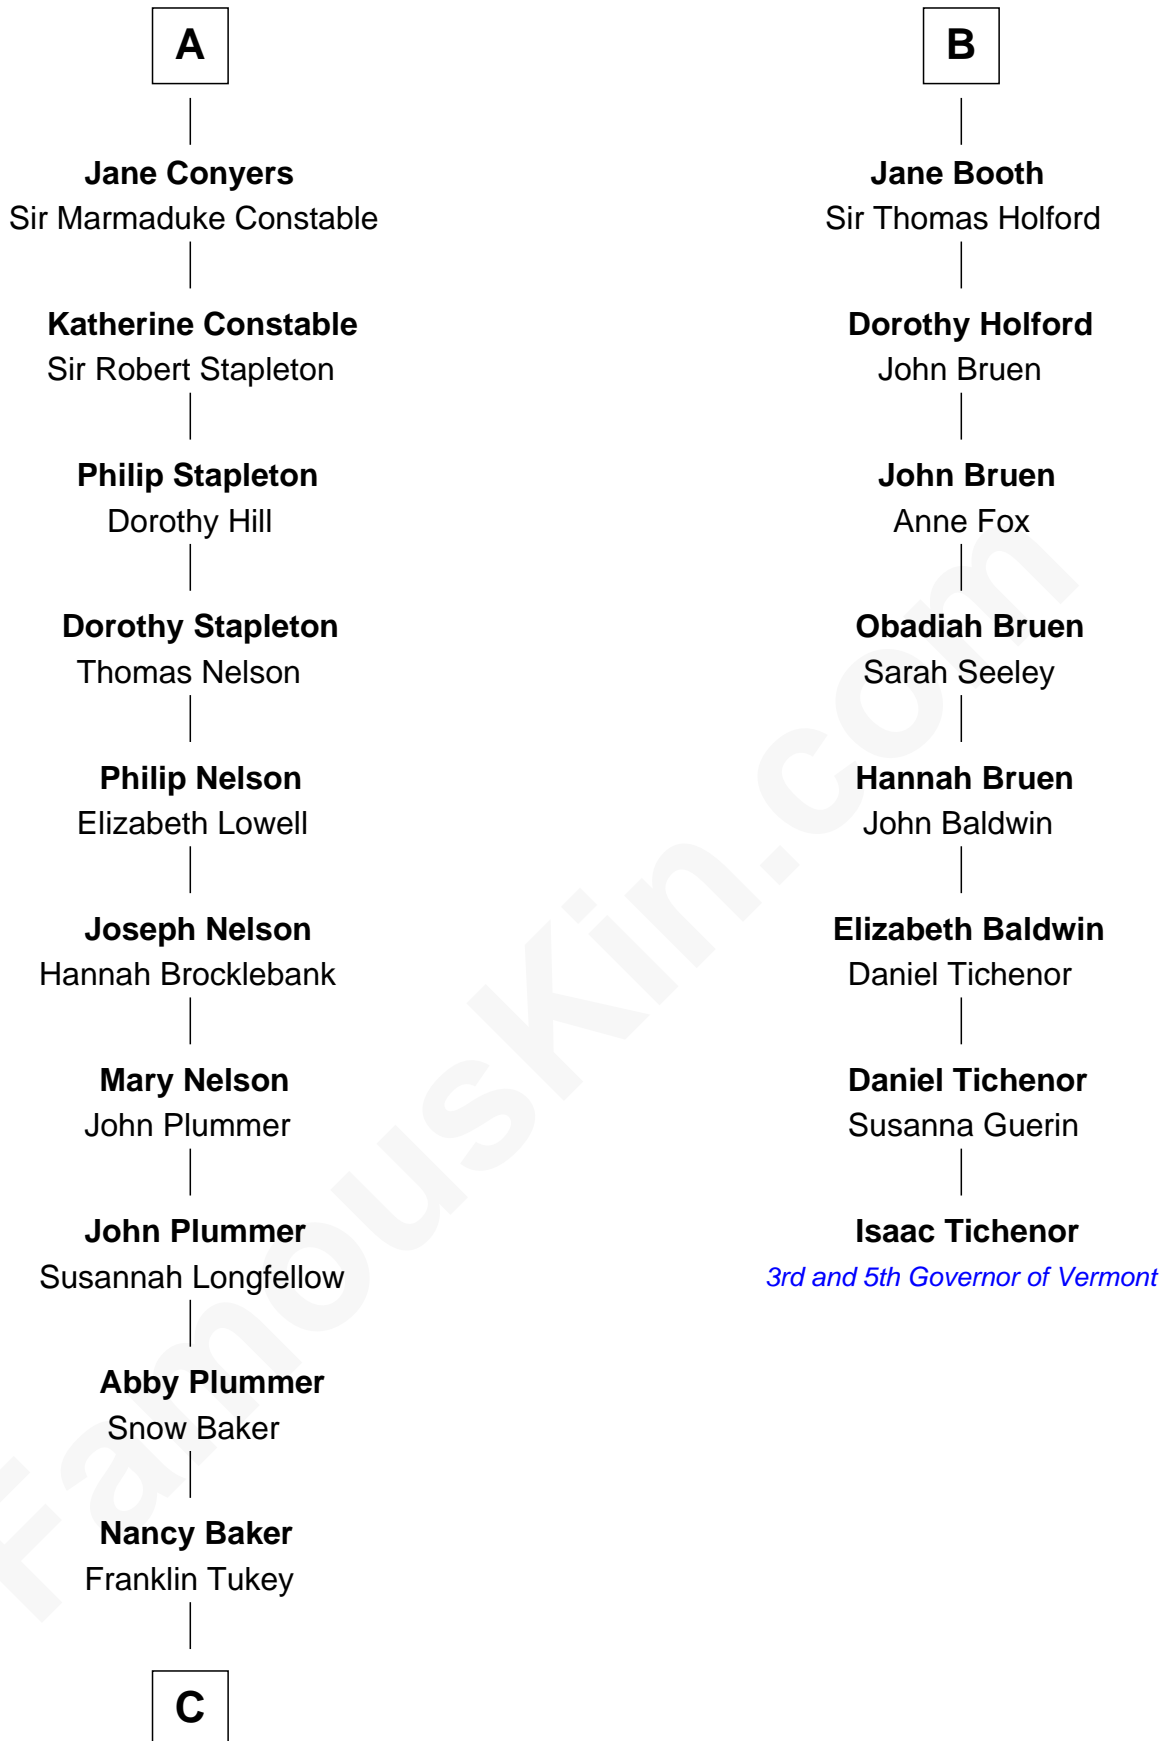 A
Jane Conyers
Sir Marmaduke Constable
Katherine Constable
Sir Robert Stapleton
Philip Stapleton
Dorothy Hill
Dorothy Stapleton
Thomas Nelson
Philip Nelson
Elizabeth Lowell
Joseph Nelson
Hannah Brocklebank
Mary Nelson
John Plummer
John Plummer
Susannah Longfellow
Abby Plummer
Snow Baker
Nancy Baker
Franklin Tukey
C
B
Jane Booth
Sir Thomas Holford
Dorothy Holford
John Bruen
John Bruen
Anne Fox
Obadiah Bruen
Sarah Seeley
Hannah Bruen
John Baldwin
Elizabeth Baldwin
Daniel Tichenor
Daniel Tichenor
Susanna Guerin
Isaac Tichenor
3rd and 5th Governor of Vermont
FamousKin.com